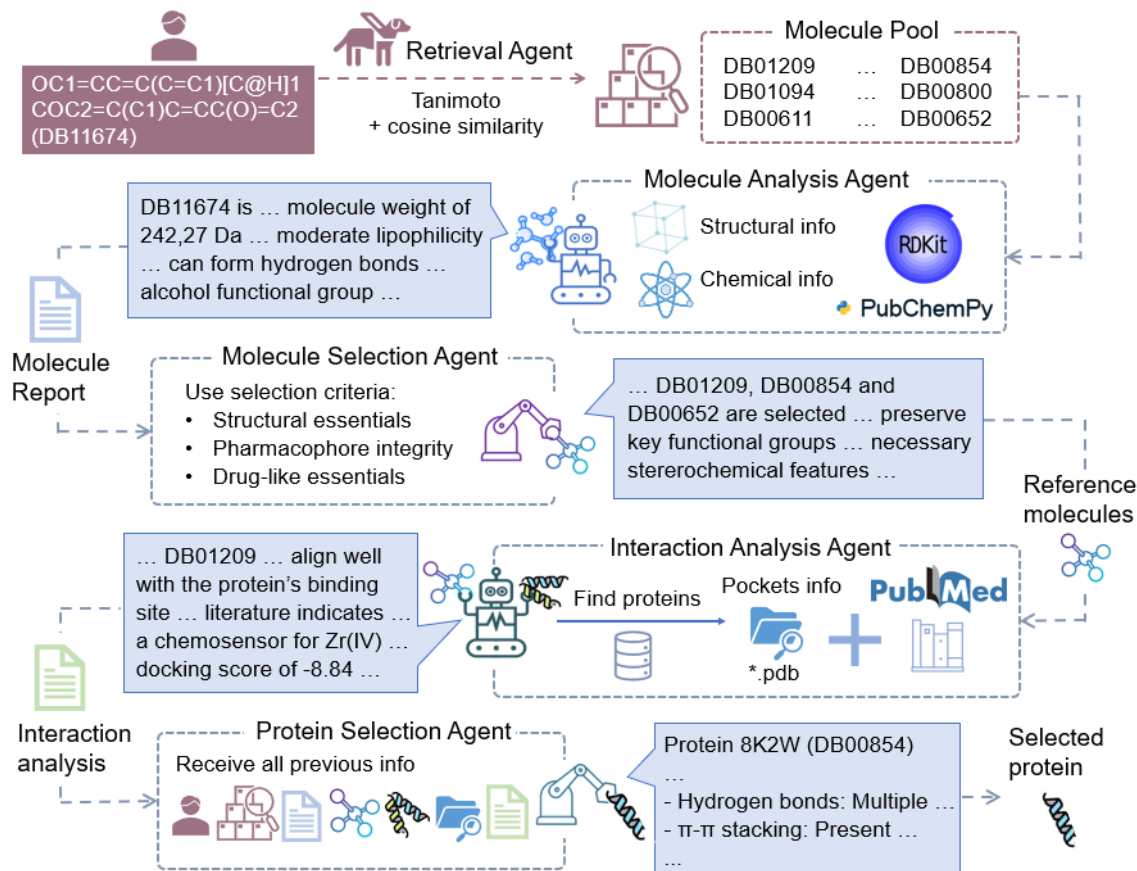 OC1=CC=C(C=C1)[C@H]1
COC2=C(C1)C=CC(O)=C2
(DB11674)
Retrieval Agent
Tanimoto
+ cosine similarity
Molecule Pool
DB01209 ... DB00854
DB01094 ... DB00800
DB00611 ... DB00652
Molecule Analysis Agent
Structural info
Chemical info
RDKit
PubChemPy
DB11674 is ... molecule weight of
242,27 Da ... moderate lipophilicity
... can form hydrogen bonds ...
alcohol functional group ...
Molecule
Report
Molecule Selection Agent
Use selection criteria:
• Structural essentials
• Pharmacophore integrity
• Drug-like essentials
... DB01209, DB00854 and
DB00652 are selected ... preserve
key functional groups ... necessary
stererochemical features ...
Reference
molecules
Interaction Analysis Agent
Find proteins
Pockets info
*.pdb
PubMed
... DB01209 ... align well
with the protein's binding
site ... literature indicates ...
a chemosensor for Zr(IV) ...
docking score of -8.84 ...
Interaction
analysis
Protein Selection Agent
Receive all previous info
Protein 8K2W (DB00854)
...
- Hydrogen bonds: Multiple ...
- π-π stacking: Present ...
...
Selected
protein